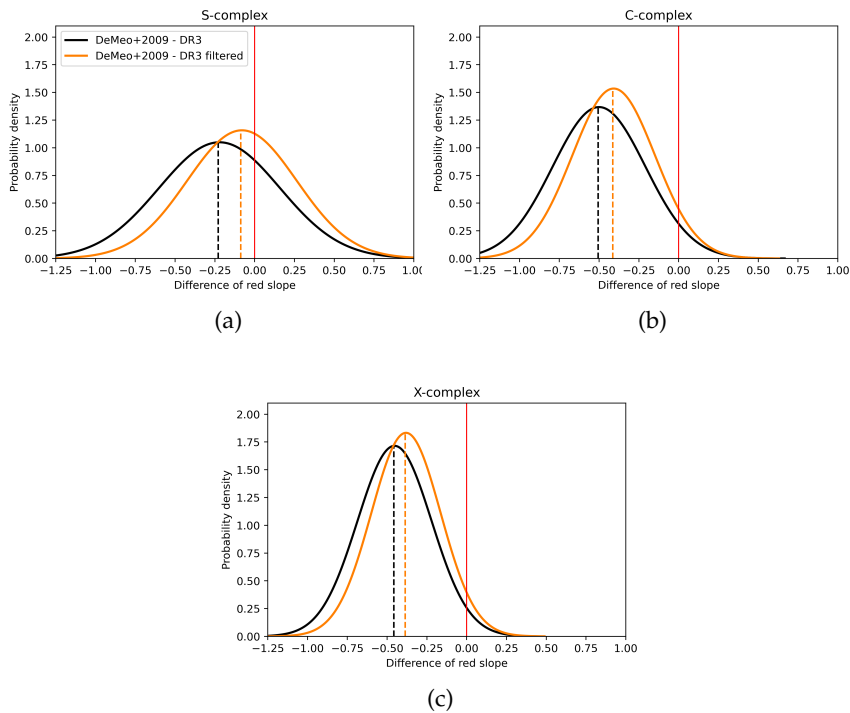 S-complex
DeMeo+2009 - DR3
DeMeo+2009 - DR3 filtered
Probability density
2.00
1.75
1.50
1.25
1.00
0.75
0.50
0.25
0.00
−1.25 −1.00 −0.75 −0.50 −0.25 0.00 0.25 0.50 0.75 1.00
Difference of red slope
(a)
C-complex
Probability density
2.00
1.75
1.50
1.25
1.00
0.75
0.50
0.25
0.00
−1.25 −1.00 −0.75 −0.50 −0.25 0.00 0.25 0.50 0.75 1.00
Difference of red slope
(b)
X-complex
Probability density
2.00
1.75
1.50
1.25
1.00
0.75
0.50
0.25
0.00
−1.25 −1.00 −0.75 −0.50 −0.25 0.00 0.25 0.50 0.75 1.00
Difference of red slope
(c)